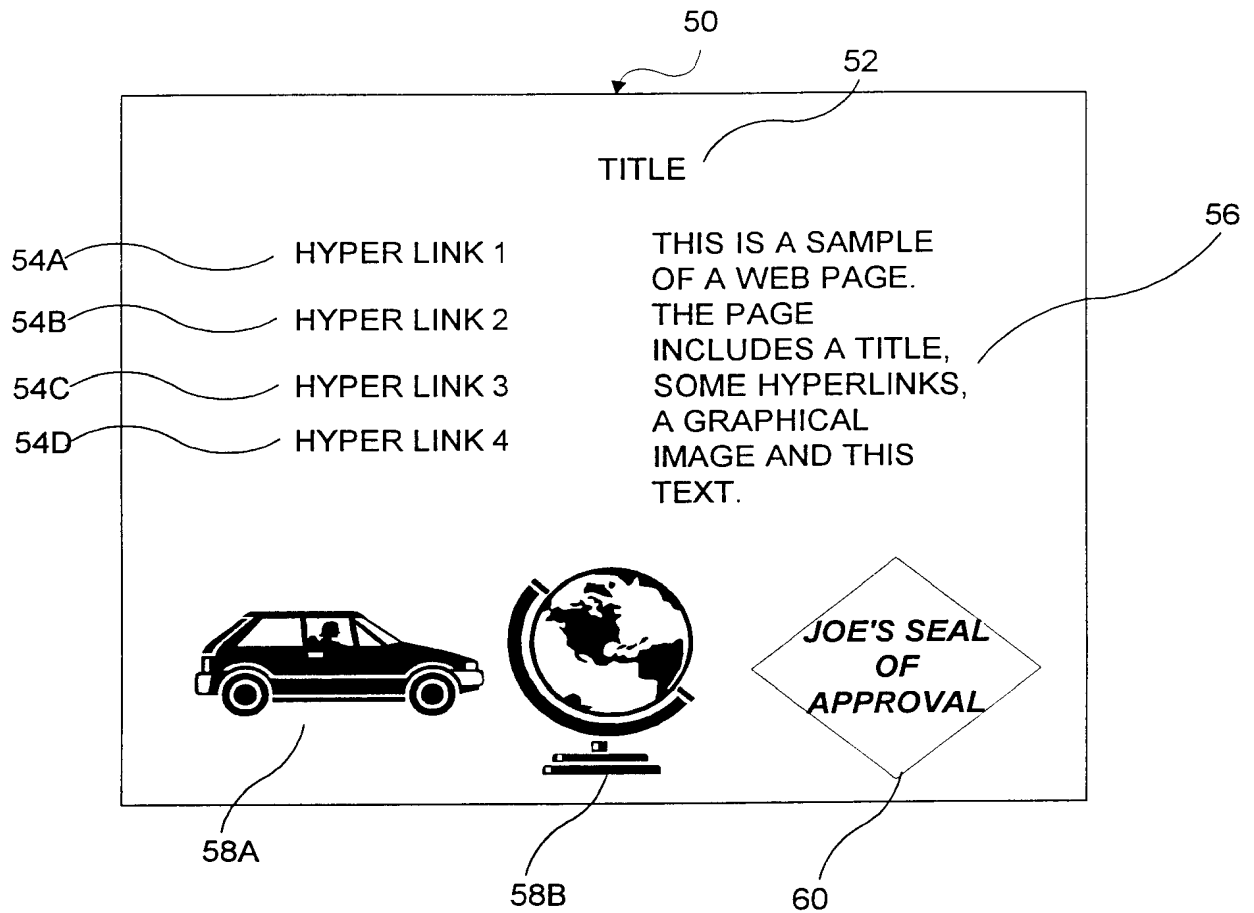 50
52
TITLE
56
54A
HYPER LINK 1
54B
HYPER LINK 2
54C
HYPER LINK 3
54D
HYPER LINK 4
THIS IS A SAMPLE
OF A WEB PAGE.
THE PAGE
INCLUDES A TITLE,
SOME HYPERLINKS,
A GRAPHICAL
IMAGE AND THIS
TEXT.
JOE'S SEAL
OF
APPROVAL
58A
58B
60